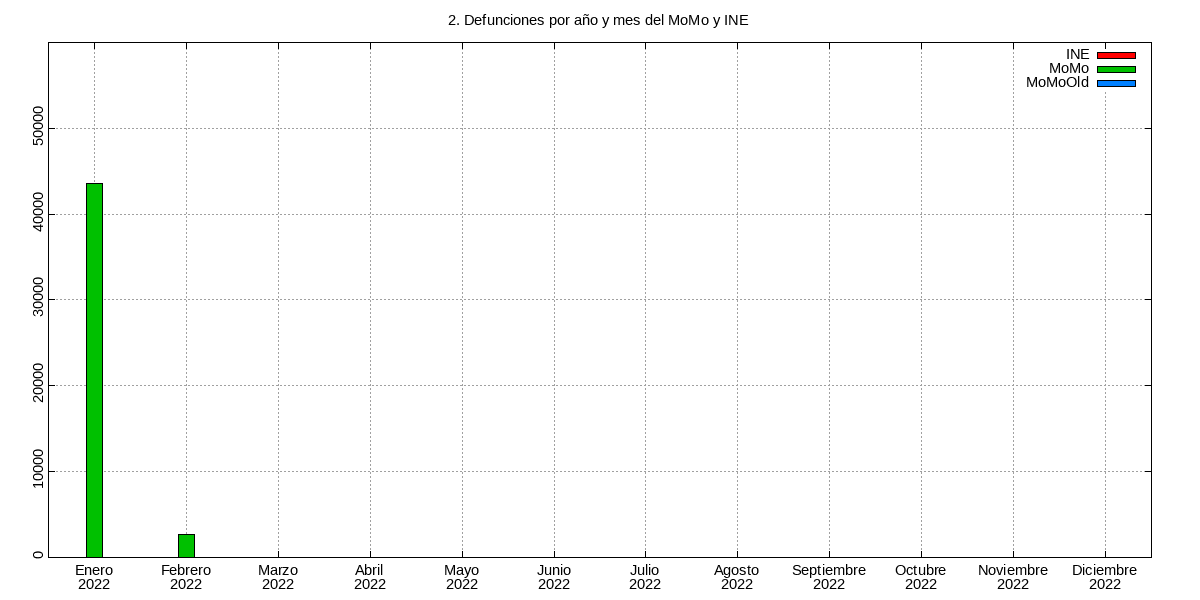 2. Defunciones por año y mes del MoMo y INE
INE
MoMo
MoMoOld
50000
40000
30000
20000
10000
0
Enero Febrero Marzo Abril Mayo Junio Julio Agosto Septiembre Octubre Noviembre Diciembre
2022 2022 2022 2022 2022 2022 2022 2022 2022 2022 2022 2022